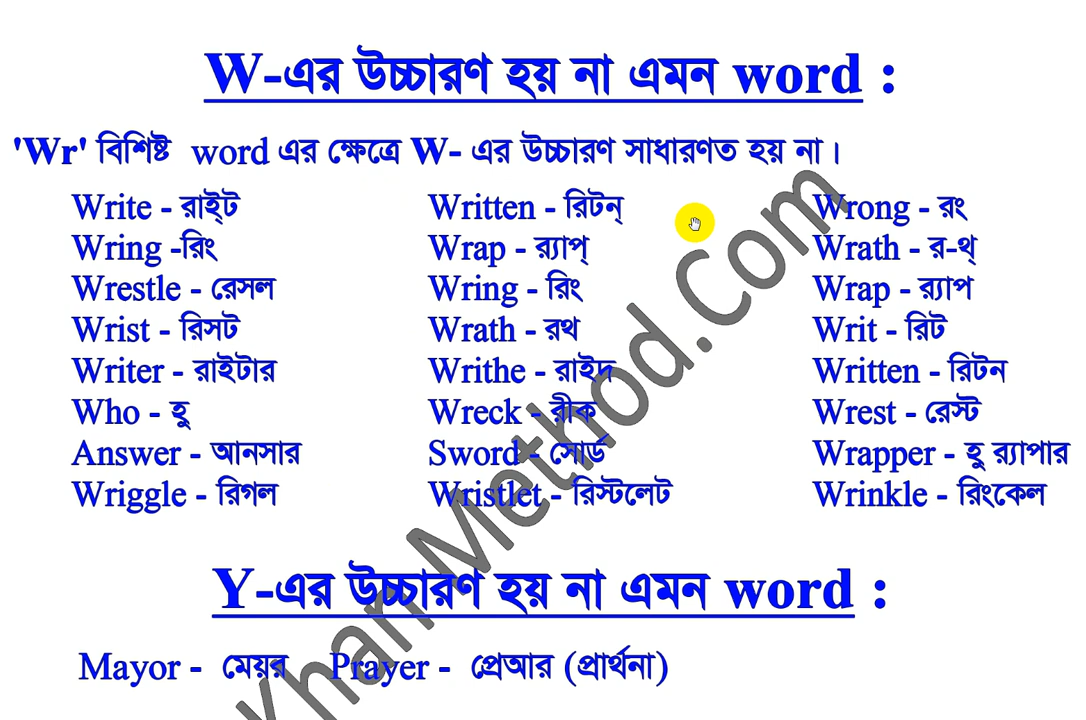 W-এর উচ্চারণ হয় না এমন word :
'Wr' বিশিষ্ট word এর ক্ষেত্রে W- এর উচ্চারণ সাধারণত হয় না।
Write - রাই্ট Written - রিটন্ Wrong - রং
Wring -রিং Wrap - র‍্যাপ্ Wrath - র-থ্
Wrestle - রেসল Wring - রিং Wrap - র‍্যাপ
Wrist - রিসট Wrath - রথ Writ - রিট
Writer - রাইটার Writhe - রাইদ Written - রিটন
Who - হু Wreck - রীক Wrest - রেস্ট
Answer - আনসার Sword - সোর্ড Wrapper - হু র‍্যাপার
Wriggle - রিগল Wristlet - রিস্টলেট Wrinkle - রিংকেল
Y-এর উচ্চারণ হয় না এমন word :
Mayor - মেয়র Prayer - প্রেআর (প্রার্থনা)
Khan Method.Com